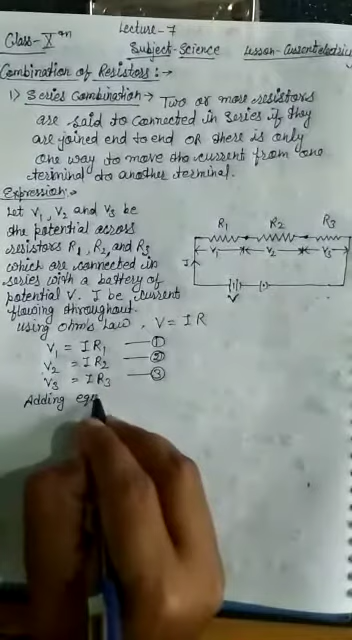 Lecture-7
Class-Xth
Subject-Science
Lesson-Current electricity
Combination of Resistors:→
1) Series Combination → Two or more resistors
are said to connected in series if they
are joined end to end OR there is only
one way to move the current from one
terminal to another terminal.
Expression:→
Let V1, V2 and V3 be
the potential across
resistors R1, R2, and R3
which are connected in
series with a battery of
potential V. I be current
flowing throughout.
R1 R2 R3
V1 V2 V3
I
V
using ohm's Law, V = IR
V1 = IR1 —①
V2 = IR2 —②
V3 = IR3 —③
Adding eqn